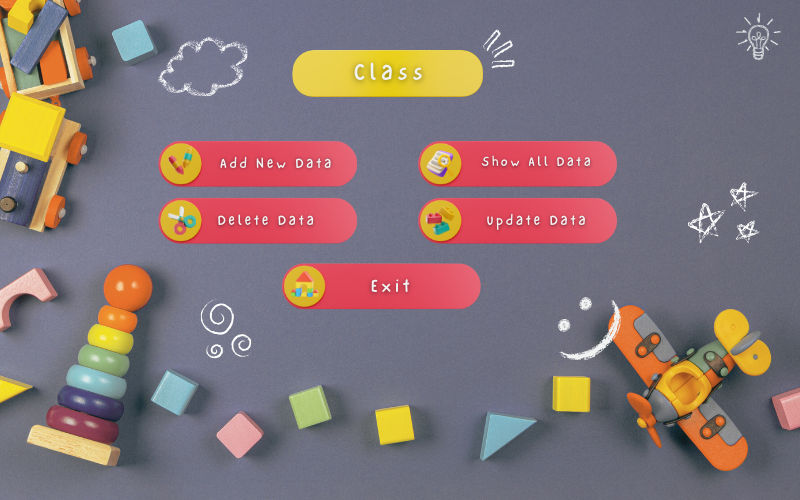 Class
Add New Data
Show All Data
Delete Data
Update Data
Exit